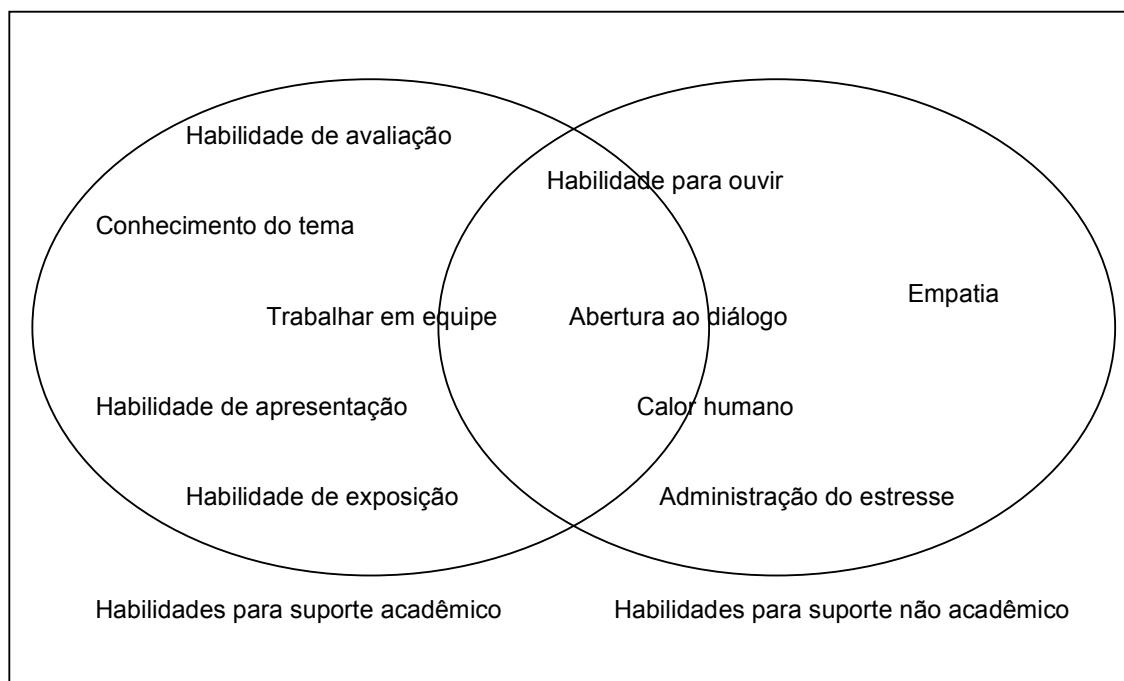 Habilidade de avaliação
Habilidade para ouvir
Conhecimento do tema
Empatia
Trabalhar em equipe
Abertura ao diálogo
Habilidade de apresentação
Calor humano
Habilidade de exposição
Administração do estresse
Habilidades para suporte acadêmico
Habilidades para suporte não acadêmico